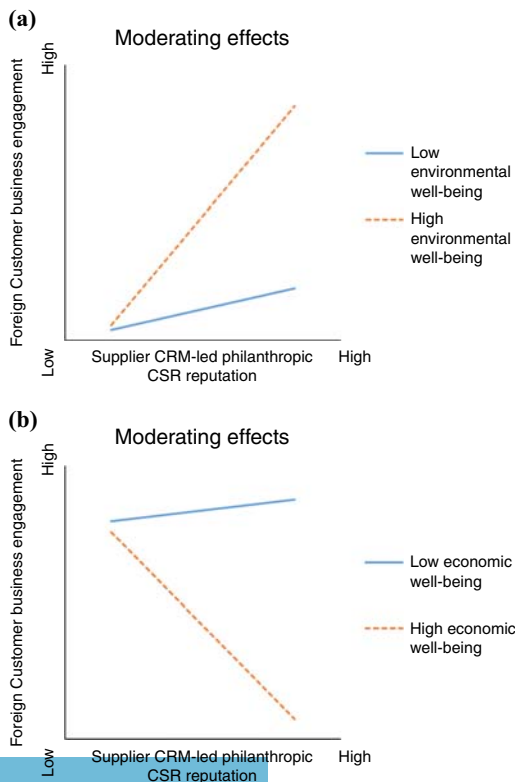 (a)
Moderating effects
High
Foreign Customer business engagement
Low
environmental
well-being
High
environmental
well-being
Low
Supplier CRM-led philanthropic
CSR reputation
High
(b)
Moderating effects
High
Foreign Customer business engagement
Low economic
well-being
High economic
well-being
Low
Supplier CRM-led philanthropic
CSR reputation
High